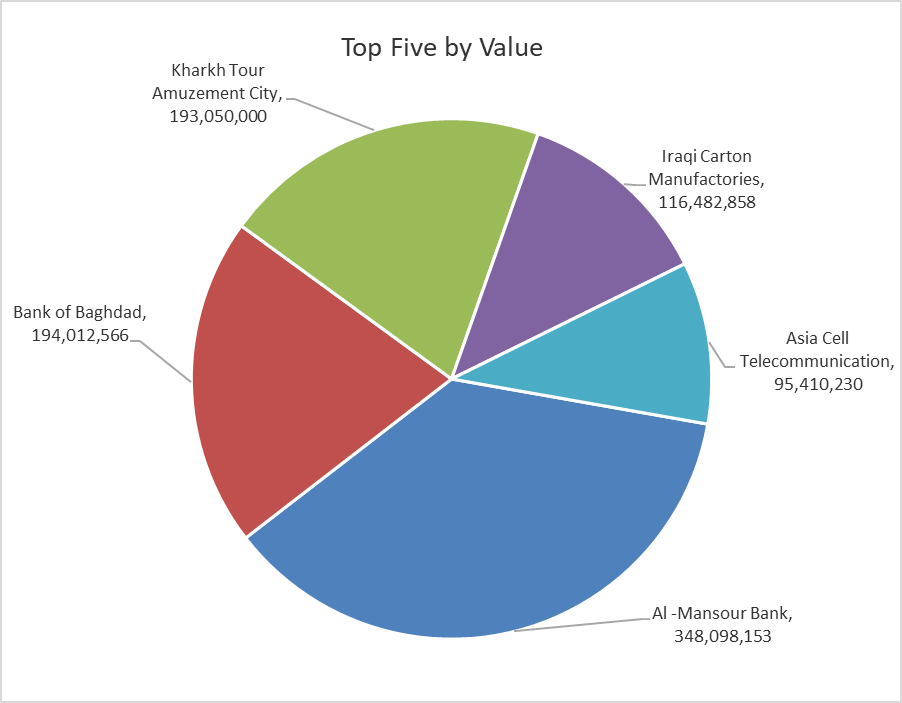 Top Five by Value
Kharkh Tour
Amuzement City,
193,050,000
Iraqi Carton
Manufactories,
116,482,858
Bank of Baghdad,
194,012,566
Asia Cell
Telecommunication,
95,410,230
Al -Mansour Bank,
348,098,153